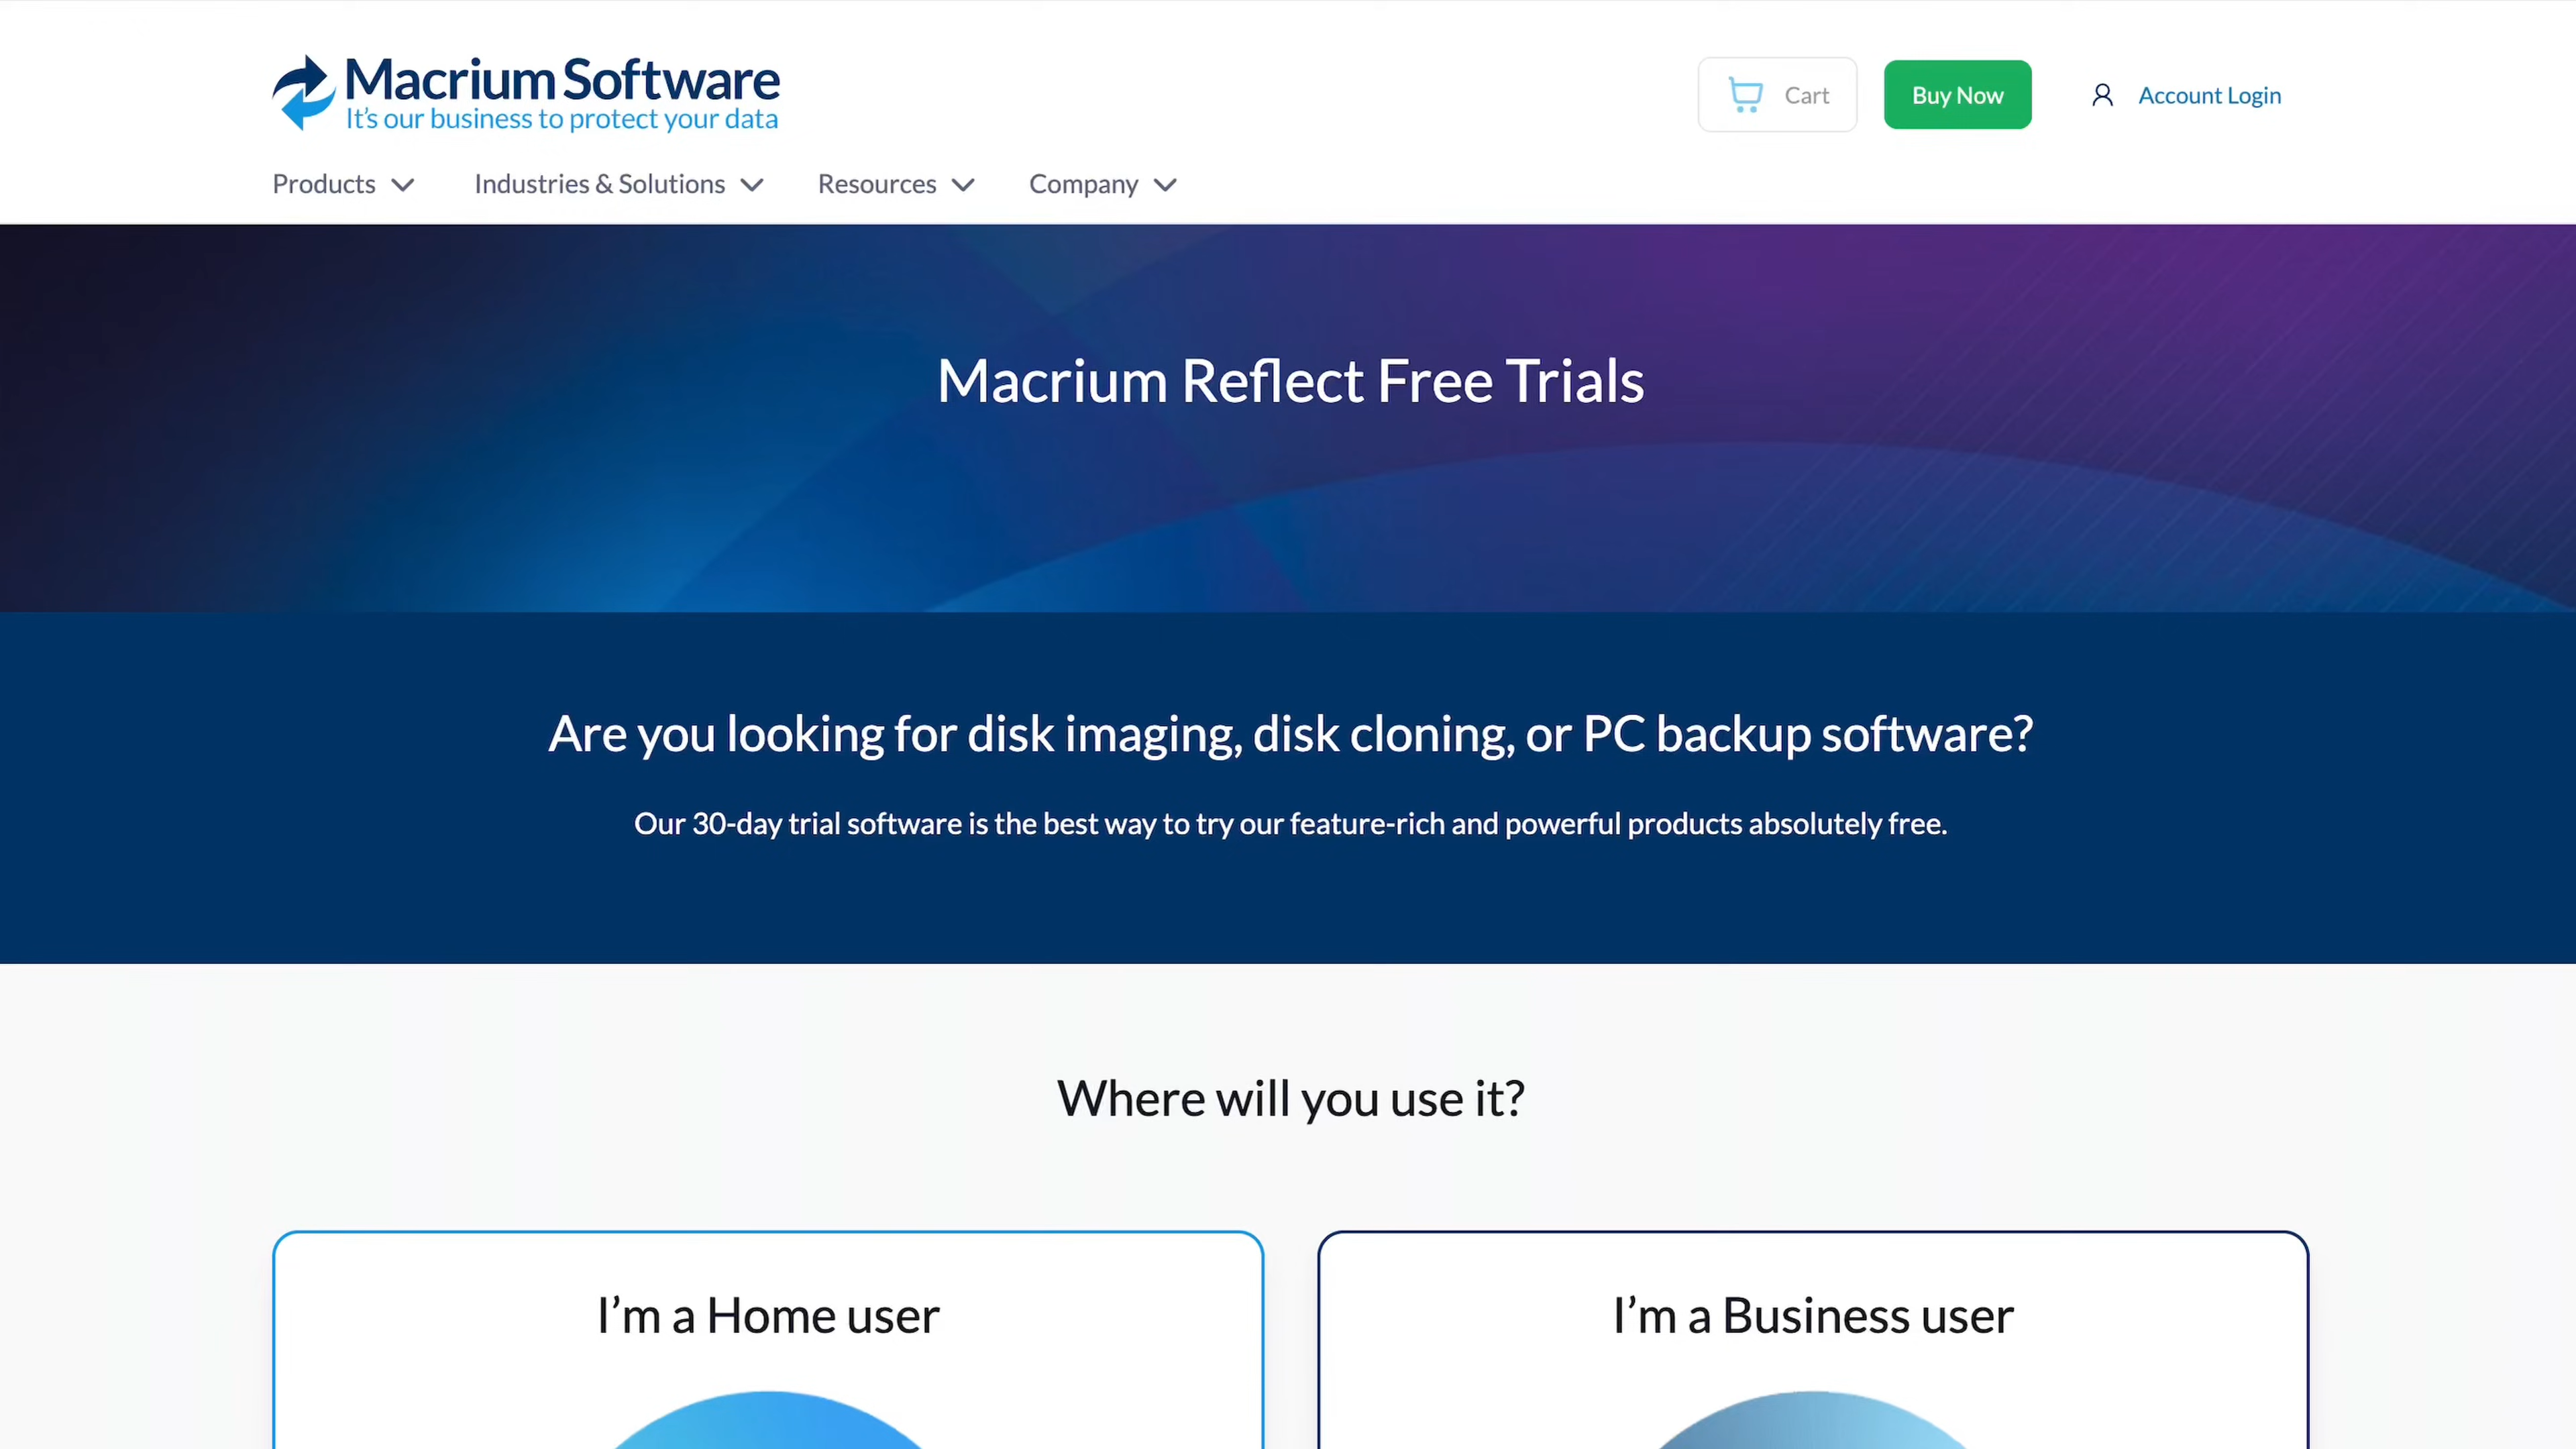 Macrium Software
It's our business to protect your data
Cart
Buy Now
Account Login
Products
Industries & Solutions
Resources
Company
Macrium Reflect Free Trials
Are you looking for disk imaging, disk cloning, or PC backup software?
Our 30-day trial software is the best way to try our feature-rich and powerful products absolutely free.
Where will you use it?
I’m a Home user
I’m a Business user